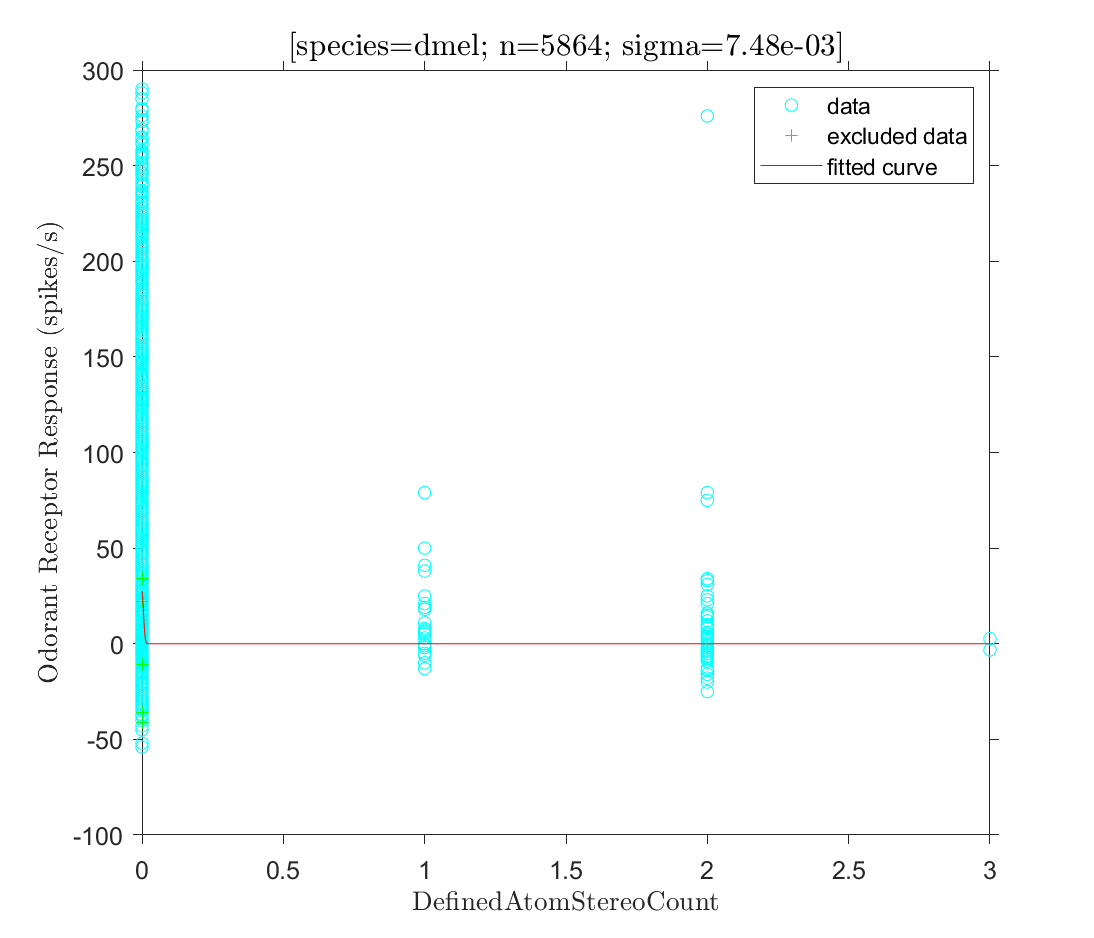 [species=dmel; n=5864; sigma=7.48e-03]
300
250
200
150
100
50
0
-50
-100
Odorant Receptor Response (spikes/s)
data
excluded data
fitted curve
0 0.5 1 1.5 2 2.5 3
DefinedAtomStereoCount